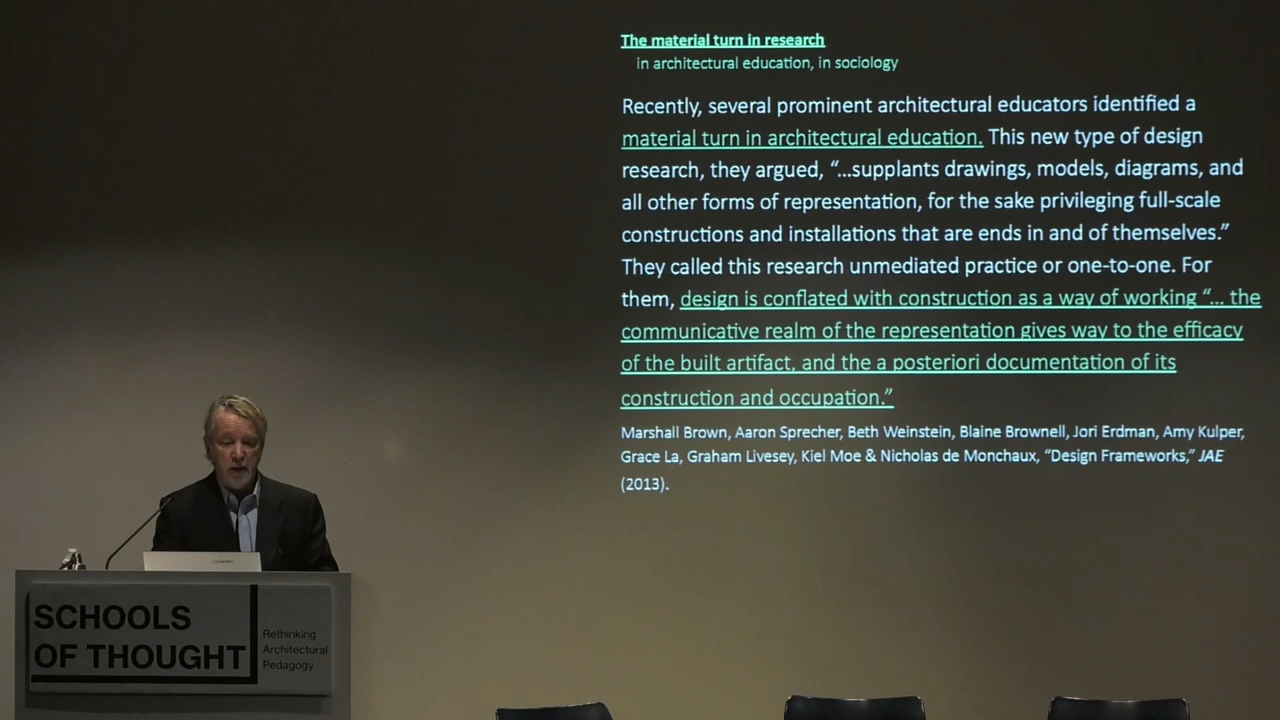 The material turn in research
in architectural education, in sociology
Recently, several prominent architectural educators identified a
material turn in architectural education. This new type of design
research, they argued, “…supplants drawings, models, diagrams, and
all other forms of representation, for the sake privileging full-scale
constructions and installations that are ends in and of themselves.”
They called this research unmediated practice or one-to-one. For
them, design is conflated with construction as a way of working “… the
communicative realm of the representation gives way to the efficacy
of the built artifact, and the a posteriori documentation of its
construction and occupation.”
Marshall Brown, Aaron Sprecher, Beth Weinstein, Blaine Brownell, Jori Erdman, Amy Kulper,
Grace La, Graham Livesey, Kiel Moe & Nicholas de Monchaux, “Design Frameworks,” JAE
(2013).
SCHOOLS
OF THOUGHT
Rethinking
Architectural
Pedagogy